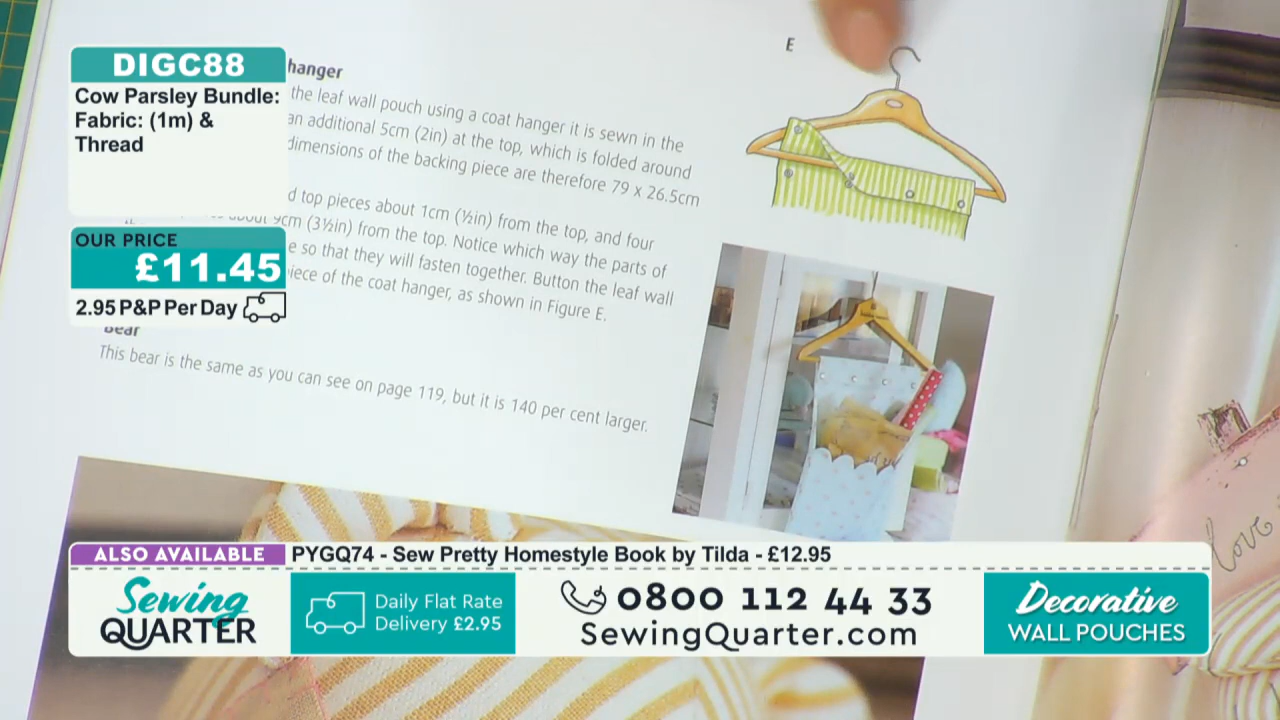 DIGC88
Cow Parsley Bundle:
Fabric: (1m) &
Thread
OUR PRICE
£11.45
2.95 P&P Per Day
hanger
the leaf wall pouch using a coat hanger it is sewn in the
an additional 5cm (2in) at the top, which is folded around
dimensions of the backing piece are therefore 79 x 26.5cm
d top pieces about 1cm (½in) from the top, and four
about 9cm (3½in) from the top. Notice which way the parts of
e so that they will fasten together. Button the leaf wall
iece of the coat hanger, as shown in Figure E.
Bear
This bear is the same as you can see on page 119, but it is 140 per cent larger.
E
love
ALSO AVAILABLE
PYGQ74 - Sew Pretty Homestyle Book by Tilda - £12.95
Sewing
QUARTER
Daily Flat Rate
Delivery £2.95
0800 112 44 33
SewingQuarter.com
Decorative
WALL POUCHES